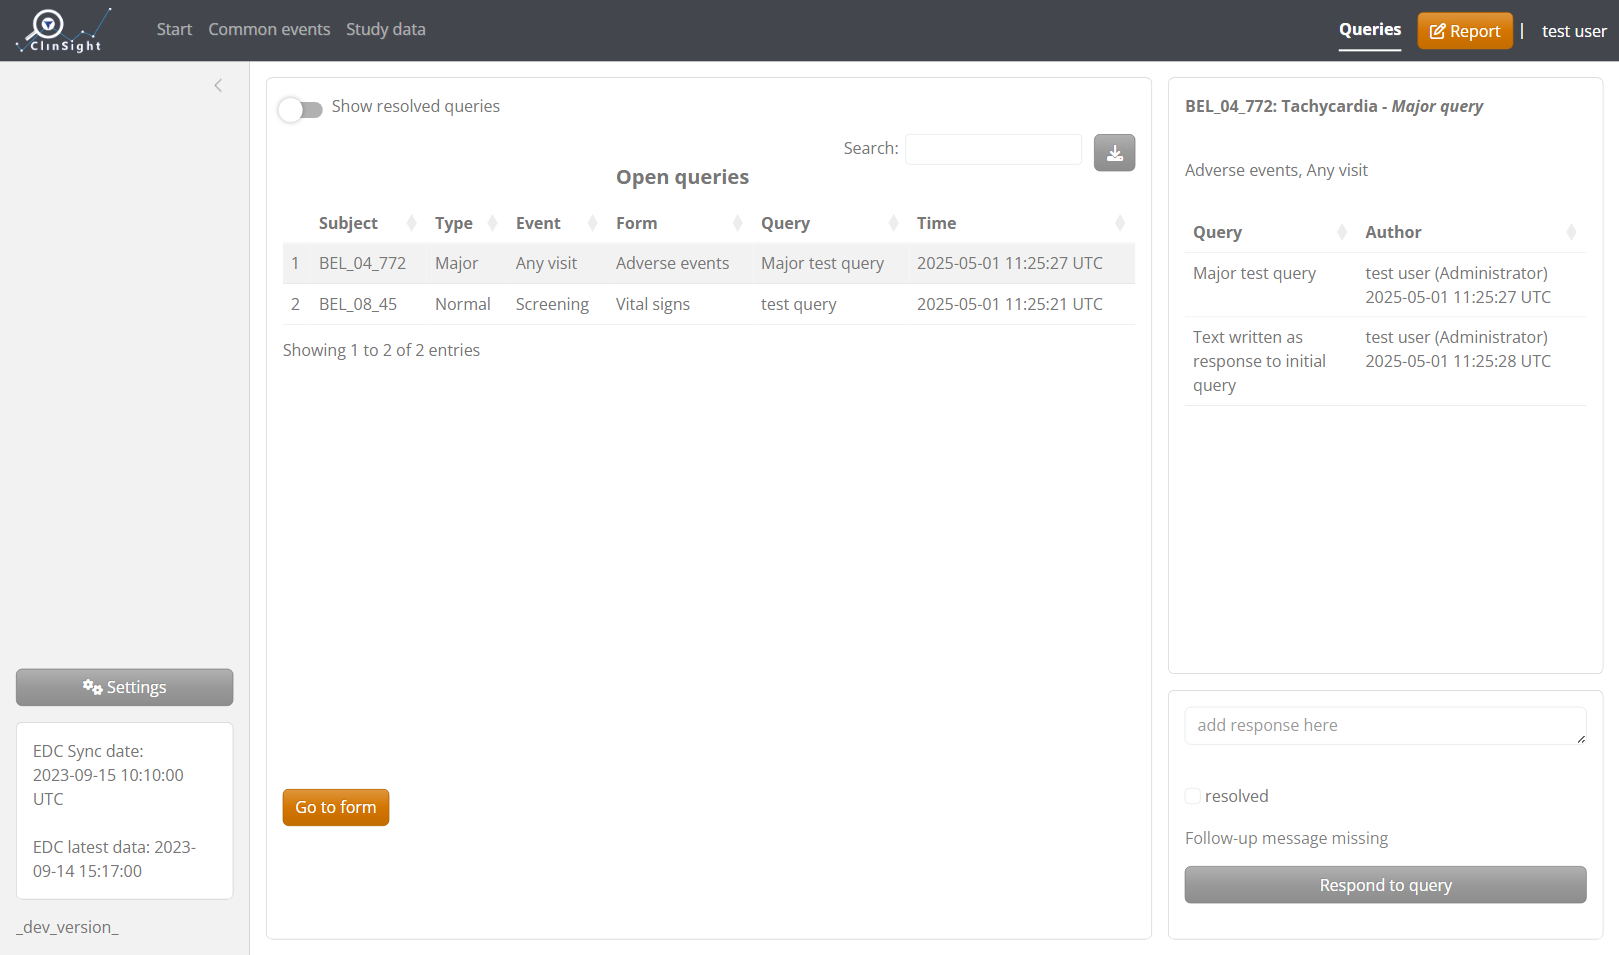 ClinSight
Start Common events Study data
Queries Report | test user
Show resolved queries
Search:
Open queries
Subject Type Event Form Query Time
1 BEL_04_772 Major Any visit Adverse events Major test query 2025-05-01 11:25:27 UTC
2 BEL_08_45 Normal Screening Vital signs test query 2025-05-01 11:25:21 UTC
Showing 1 to 2 of 2 entries
Go to form
Settings
EDC Sync date:
2023-09-15 10:10:00
UTC
EDC latest data: 2023-
09-14 15:17:00
_dev_version_
BEL_04_772: Tachycardia - Major query
Adverse events, Any visit
Query Author
Major test query test user (Administrator)
2025-05-01 11:25:27 UTC
Text written as test user (Administrator)
response to initial 2025-05-01 11:25:28 UTC
query
add response here
resolved
Follow-up message missing
Respond to query